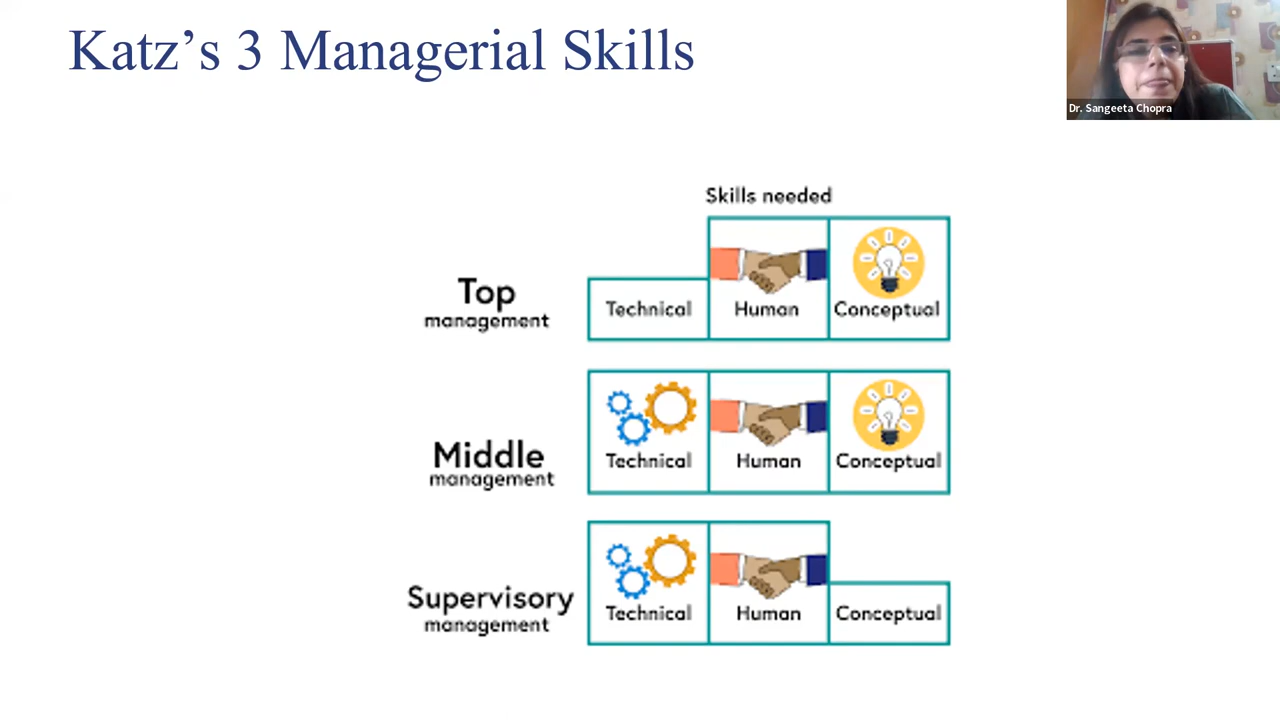 Katz’s 3 Managerial Skills
Dr. Sangeeta Chopra
Skills needed
Top
management
Technical
Human
Conceptual
Middle
management
Technical
Human
Conceptual
Supervisory
management
Technical
Human
Conceptual